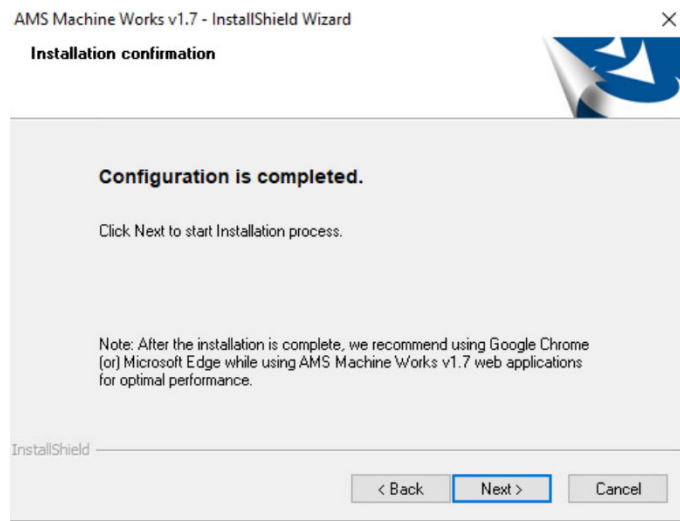 AMS Machine Works v1.7 - InstallShield Wizard
Installation confirmation
Configuration is completed.
Click Next to start Installation process.
Note: After the installation is complete, we recommend using Google Chrome
(or) Microsoft Edge while using AMS Machine Works v1.7 web applications
for optimal performance.
InstallShield
< Back Next > Cancel